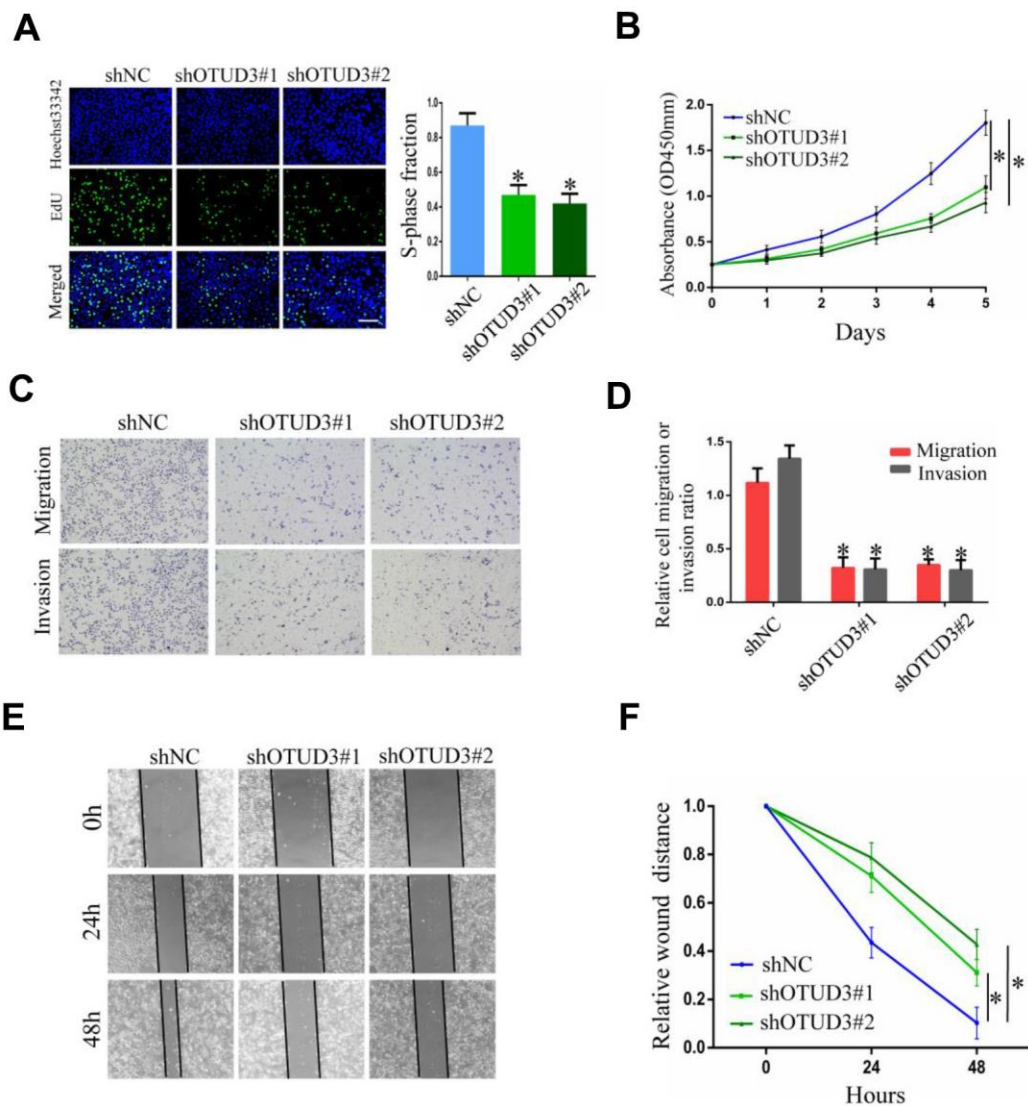 A
shNC shOTUD3#1 shOTUD3#2
Hoechst33342
EdU
Merged
S-phase fraction
1.0
0.8
0.6
0.4
0.2
0.0
* *
shNC
shOTUD3#1
shOTUD3#2
B
Absorbance (OD450mm)
2.0
1.5
1.0
0.5
0.0
shNC
shOTUD3#1
shOTUD3#2
* *
0 1 2 3 4 5
Days
C
shNC shOTUD3#1 shOTUD3#2
Migration
Invasion
D
Relative cell migration or
invasion ratio
1.5
1.0
0.5
0.0
Migration
Invasion
* * * *
shNC
shOTUD3#1
shOTUD3#2
E
shNC shOTUD3#1 shOTUD3#2
0h
24h
48h
F
Relative wound distance
1.0
0.8
0.6
0.4
0.2
0.0
shNC
shOTUD3#1
shOTUD3#2
* *
0 24 48
Hours